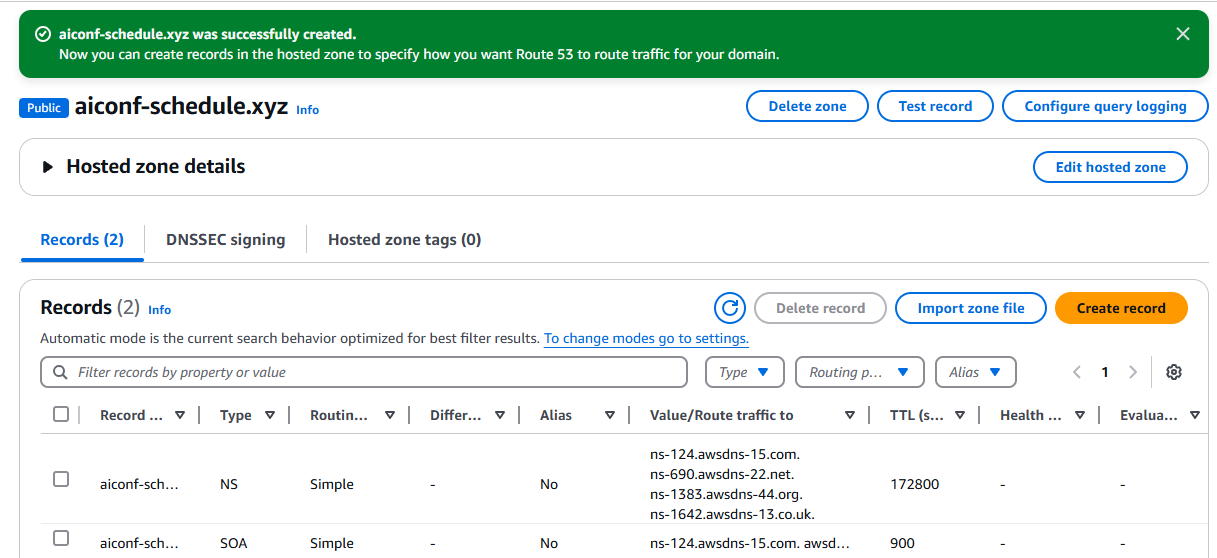 aiconf-schedule.xyz was successfully created.
Now you can create records in the hosted zone to specify how you want Route 53 to route traffic for your domain.
Public aiconf-schedule.xyz Info Delete zone Test record Configure query logging
Hosted zone details Edit hosted zone
Records (2) DNSSEC signing Hosted zone tags (0)
Records (2) Info Delete record Import zone file Create record
Automatic mode is the current search behavior optimized for best filter results. To change modes go to settings.
Filter records by property or value Type Routing p... Alias 1
Record ... Type Routin... Differ... Alias Value/Route traffic to TTL (s... Health ... Evalua...
ns-124.awsdns-15.com.
ns-690.awsdns-22.net.
aiconf-sch... NS Simple - No 172800 - -
ns-1383.awsdns-44.org.
ns-1642.awsdns-13.co.uk.
aiconf-sch... SOA Simple - No ns-124.awsdns-15.com. awsd... 900 - -